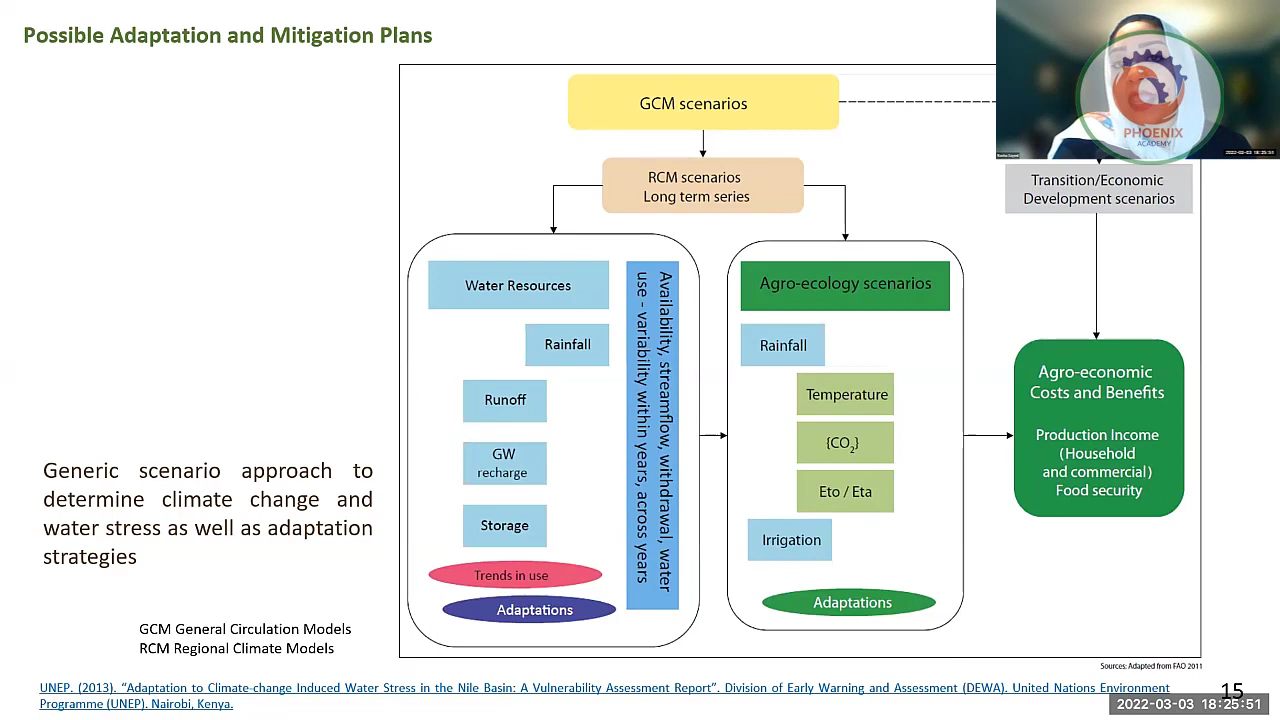 Possible Adaptation and Mitigation Plans
GCM scenarios
RCM scenarios
Long term series
PHOENIX
ACADEMY
2022-03-03 18:25:51
Transition/Economic
Development scenarios
Water Resources
Rainfall
Runoff
GW
recharge
Storage
Trends in use
Adaptations
Availability, streamflow, withdrawal, water
use - variability within years, across years
Agro-ecology scenarios
Rainfall
Temperature
{CO2}
Eto / Eta
Irrigation
Adaptations
Agro-economic
Costs and Benefits
Production Income
(Household
and commercial)
Food security
Generic scenario approach to
determine climate change and
water stress as well as adaptation
strategies
GCM General Circulation Models
RCM Regional Climate Models
Sources: Adapted from FAO 2011
UNEP. (2013). “Adaptation to Climate-change Induced Water Stress in the Nile Basin: A Vulnerability Assessment Report”. Division of Early Warning and Assessment (DEWA). United Nations Environment
Programme (UNEP). Nairobi, Kenya.
15
2022-03-03 18:25:51